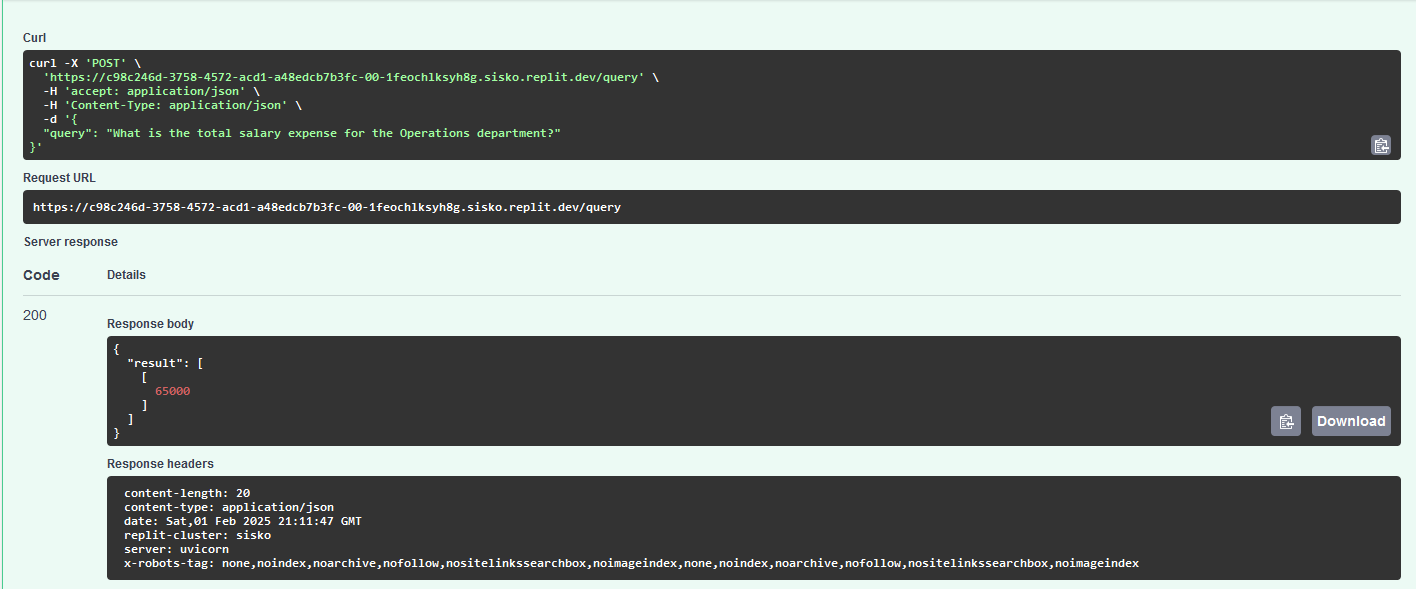 Curl
curl -X 'POST' \
'https://c98c246d-3758-4572-acd1-a48edcb7b3fc-00-1feochlksyh8g.sisko.replit.dev/query' \
-H 'accept: application/json' \
-H 'Content-Type: application/json' \
-d '{
"query": "What is the total salary expense for the Operations department?"
}'
Request URL
https://c98c246d-3758-4572-acd1-a48edcb7b3fc-00-1feochlksyh8g.sisko.replit.dev/query
Server response
Code Details
200
Response body
{
"result": [
[
65000
]
]
}
Download
Response headers
content-length: 20
content-type: application/json
date: Sat,01 Feb 2025 21:11:47 GMT
replit-cluster: sisko
server: uvicorn
x-robots-tag: none,noindex,noarchive,nofollow,nositelinkssearchbox,noimageindex,none,noindex,noarchive,nofollow,nositelinkssearchbox,noimageindex